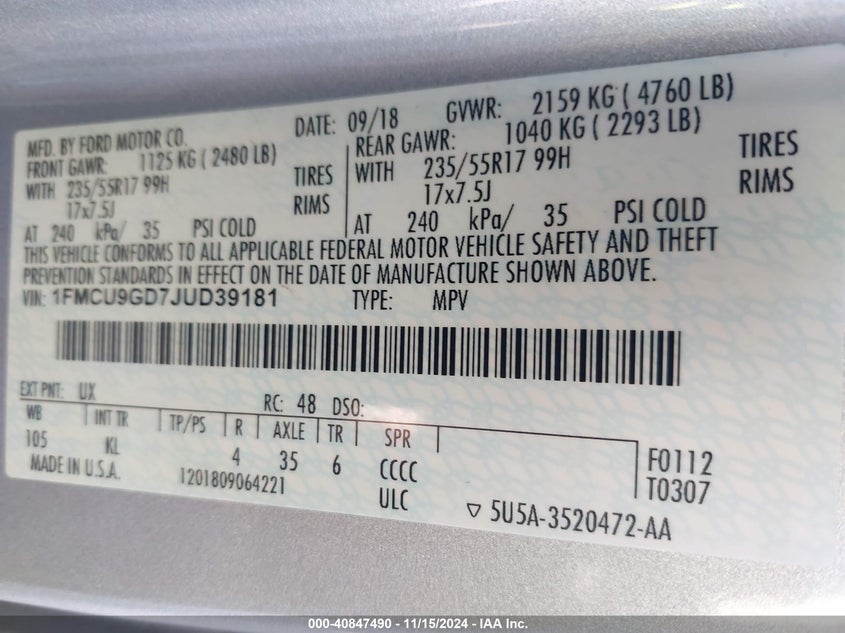 MFD. BY FORD MOTOR CO.
DATE: 09/18 GVWR: 2159 KG ( 4760 LB)
FRONT GAWR: 1125 KG ( 2480 LB)
WITH 235/55R17 99H TIRES
17x7.5J RIMS
AT 240 kPa/ 35 PSI COLD
REAR GAWR: 1040 KG ( 2293 LB)
WITH 235/55R17 99H TIRES
17x7.5J RIMS
AT 240 kPa/ 35 PSI COLD
THIS VEHICLE CONFORMS TO ALL APPLICABLE FEDERAL MOTOR VEHICLE SAFETY AND THEFT
PREVENTION STANDARDS IN EFFECT ON THE DATE OF MANUFACTURE SHOWN ABOVE.
VIN: 1FMCU9GD7JUD39181 TYPE: MPV
EXT PNT: UX RC: 48 DSO:
WB INT TR TP/PS R AXLE TR SPR
105 KL 4 35 6 CCCC
F0112
MADE IN U.S.A. 1201809064221 ULC
T0307
▽ 5U5A-3520472-AA
000-40847490 - 11/15/2024 - IAA Inc.